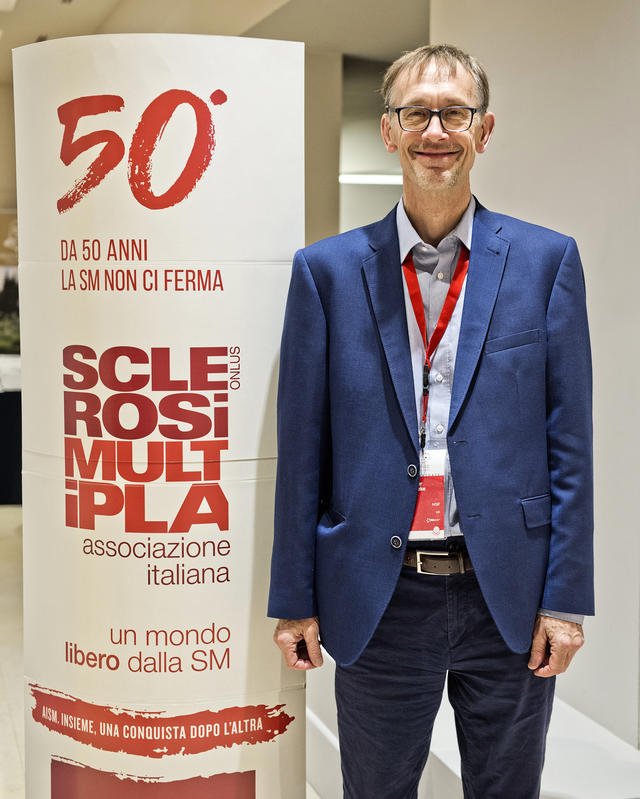 50°
DA 50 ANNI
LA SM NON CI FERMA
SCLE
ONLUS
ROSi
MULT
iPLA
associazione
italiana
un mondo
libero dalla SM
AISM. INSIEME, UNA CONQUISTA DOPO L'ALTRA